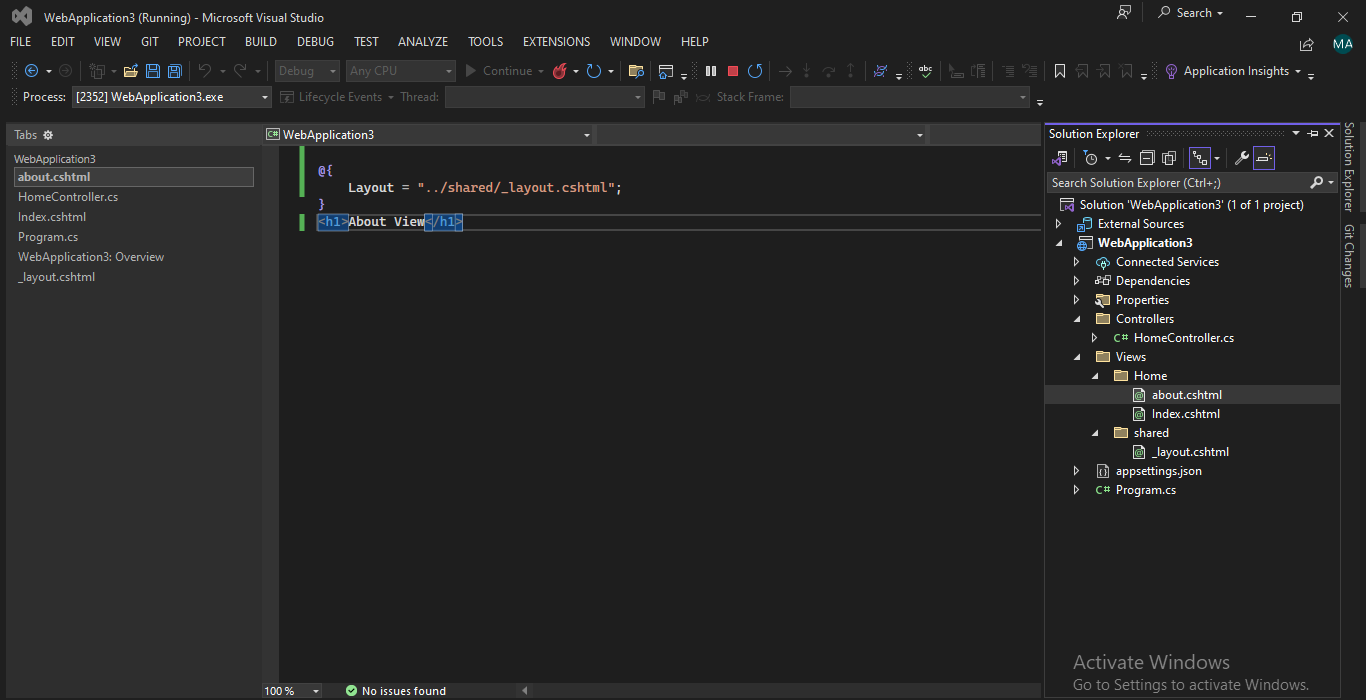 WebApplication3 (Running) - Microsoft Visual Studio
Search
FILE EDIT VIEW GIT PROJECT BUILD DEBUG TEST ANALYZE TOOLS EXTENSIONS WINDOW HELP
MA
Debug Any CPU Continue abc Application Insights
Process: [2352] WebApplication3.exe Lifecycle Events Thread: Stack Frame:
Tabs
WebApplication3
about.cshtml
HomeController.cs
Index.cshtml
Program.cs
WebApplication3: Overview
_layout.cshtml
C# WebApplication3
@{
Layout = "../shared/_layout.cshtml";
}
<h1>About View</h1>
100 % No issues found
Solution Explorer
Search Solution Explorer (Ctrl+;)
Solution 'WebApplication3' (1 of 1 project)
External Sources
WebApplication3
Connected Services
Dependencies
Properties
Controllers
C# HomeController.cs
Views
Home
about.cshtml
Index.cshtml
shared
_layout.cshtml
appsettings.json
C# Program.cs
Solution Explorer
Git Changes
Activate Windows
Go to Settings to activate Windows.